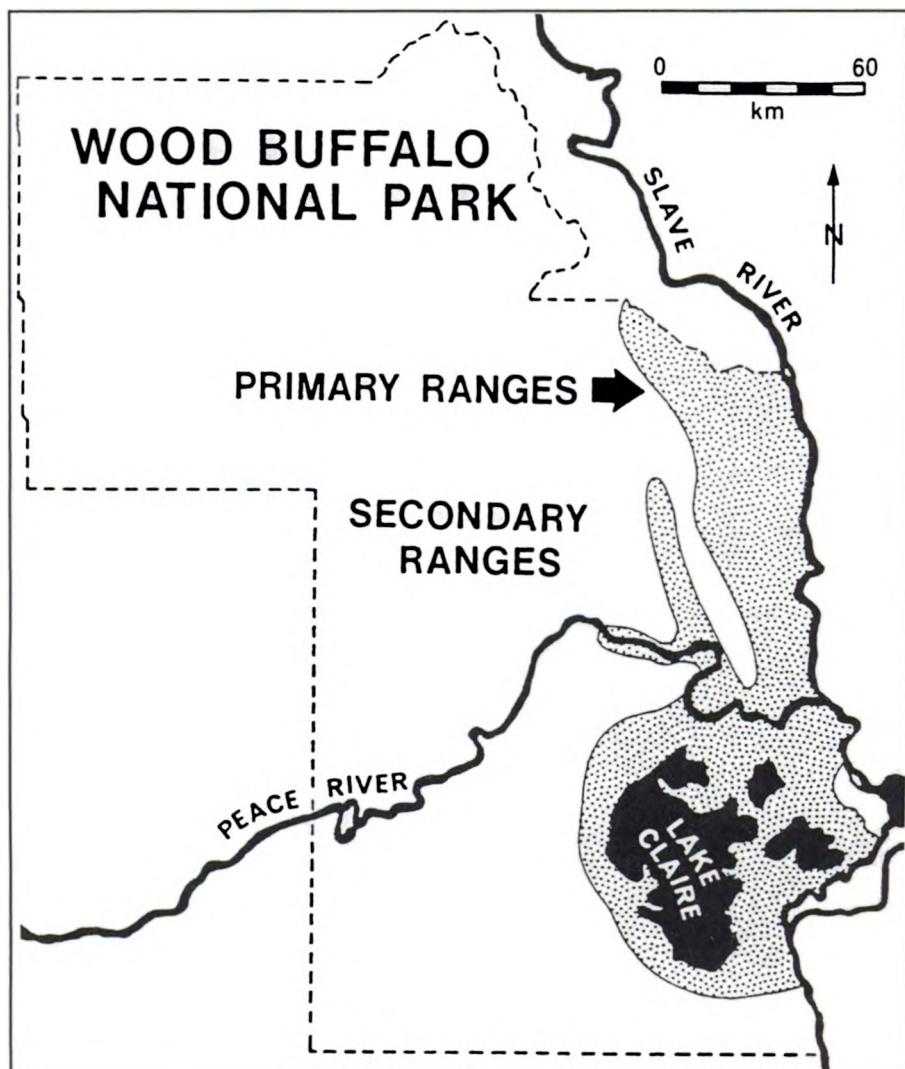 0 60
km
WOOD BUFFALO
NATIONAL PARK
N
SLAVE
RIVER
PRIMARY RANGES
SECONDARY
RANGES
PEACE RIVER
LAKE
CLAIRE